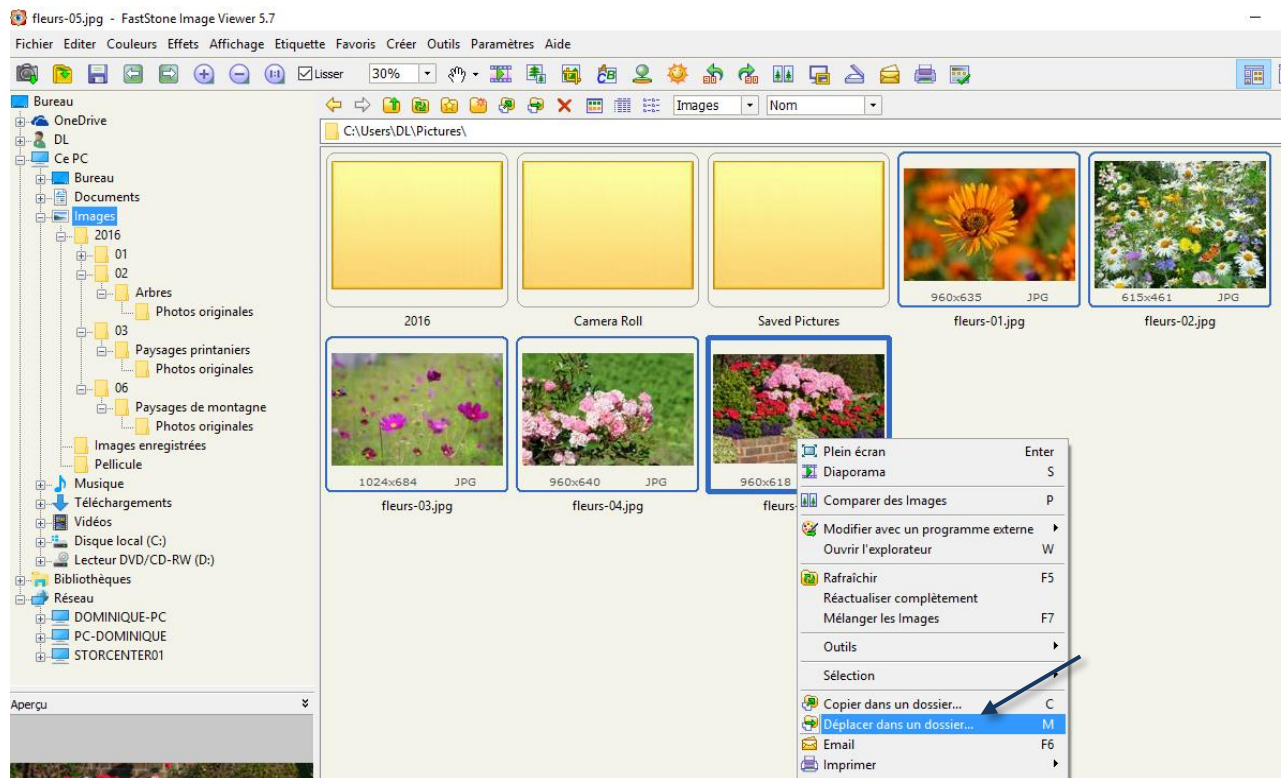 fleurs-05.jpg - FastStone Image Viewer 5.7
Fichier Editer Couleurs Effets Affichage Etiquette Favoris Créer Outils Paramètres Aide
Lisser 30%
Images Nom
C:\Users\DL\Pictures\
Bureau
OneDrive
DL
Ce PC
Bureau
Documents
Images
2016
01
02
Arbres
Photos originales
03
Paysages printaniers
Photos originales
06
Paysages de montagne
Photos originales
Images enregistrées
Pellicule
Musique
Téléchargements
Vidéos
Disque local (C:)
Lecteur DVD/CD-RW (D:)
Bibliothèques
Réseau
DOMINIQUE-PC
PC-DOMINIQUE
STORCENTER01
Aperçu
960x635 JPG 615x461 JPG
2016 Camera Roll Saved Pictures fleurs-01.jpg fleurs-02.jpg
1024x684 JPG 960x640 JPG 960x618
fleurs-03.jpg fleurs-04.jpg fleurs-
Plein écran Enter
Diaporama S
Comparer des Images P
Modifier avec un programme externe
Ouvrir l'explorateur W
Rafraîchir F5
Réactualiser complètement
Mélanger les Images F7
Outils
Sélection
Copier dans un dossier... C
Déplacer dans un dossier... M
Email F6
Imprimer